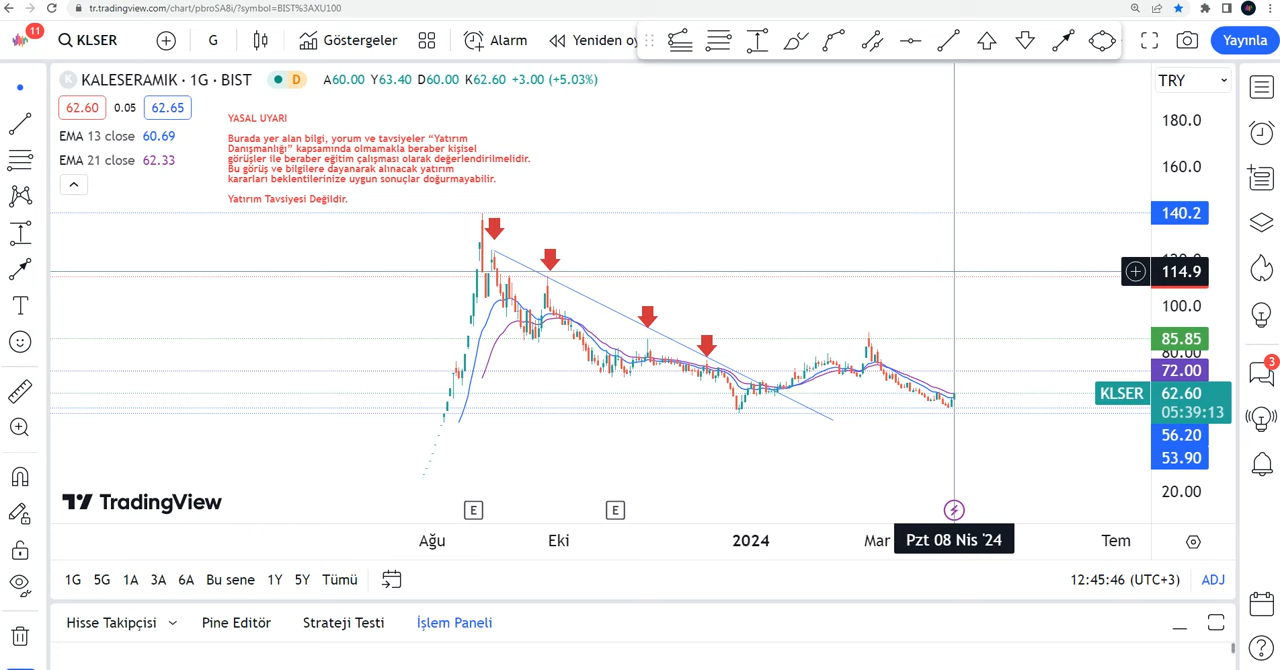 tr.tradingview.com/chart/pbroSA8i/?symbol=BIST%3AXU100
11
KLSER
G
Göstergeler
Alarm
Yeniden oy
Yayınla
K KALESERAMİK · 1G · BIST
D
A60.00 Y63.40 D60.00 K62.60 +3.00 (+5.03%)
TRY
62.60 0.05 62.65
EMA 13 close 60.69
EMA 21 close 62.33
YASAL UYARI
Burada yer alan bilgi, yorum ve tavsiyeler “Yatırım
Danışmanlığı” kapsamında olmamakla beraber kişisel
görüşler ile beraber eğitim çalışması olarak değerlendirilmelidir.
Bu görüş ve bilgilere dayanarak alınacak yatırım
kararları beklentilerinize uygun sonuçlar doğurmayabilir.
Yatırım Tavsiyesi Değildir.
180.0
160.0
140.2
114.9
100.0
85.85
80.00
72.00
KLSER 62.60
05:39:13
56.20
53.90
20.00
3
TradingView
E
E
Ağu
Eki
2024
Mar
Pzt 08 Nis '24
Tem
1G 5G 1A 3A 6A Bu sene 1Y 5Y Tümü
12:45:46 (UTC+3)
ADJ
Hisse Takipçisi
Pine Editör
Strateji Testi
İşlem Paneli